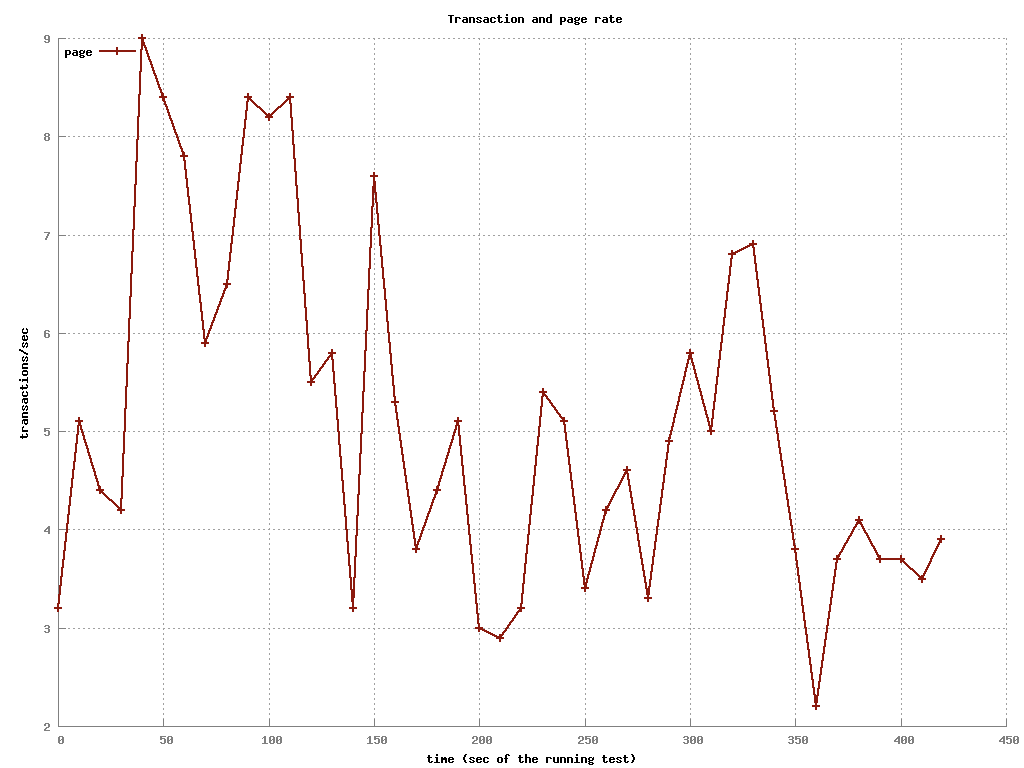 Transaction and page rate
page
9
8
7
6
5
4
3
2
transactions/sec
0 50 100 150 200 250 300 350 400 450
time (sec of the running test)